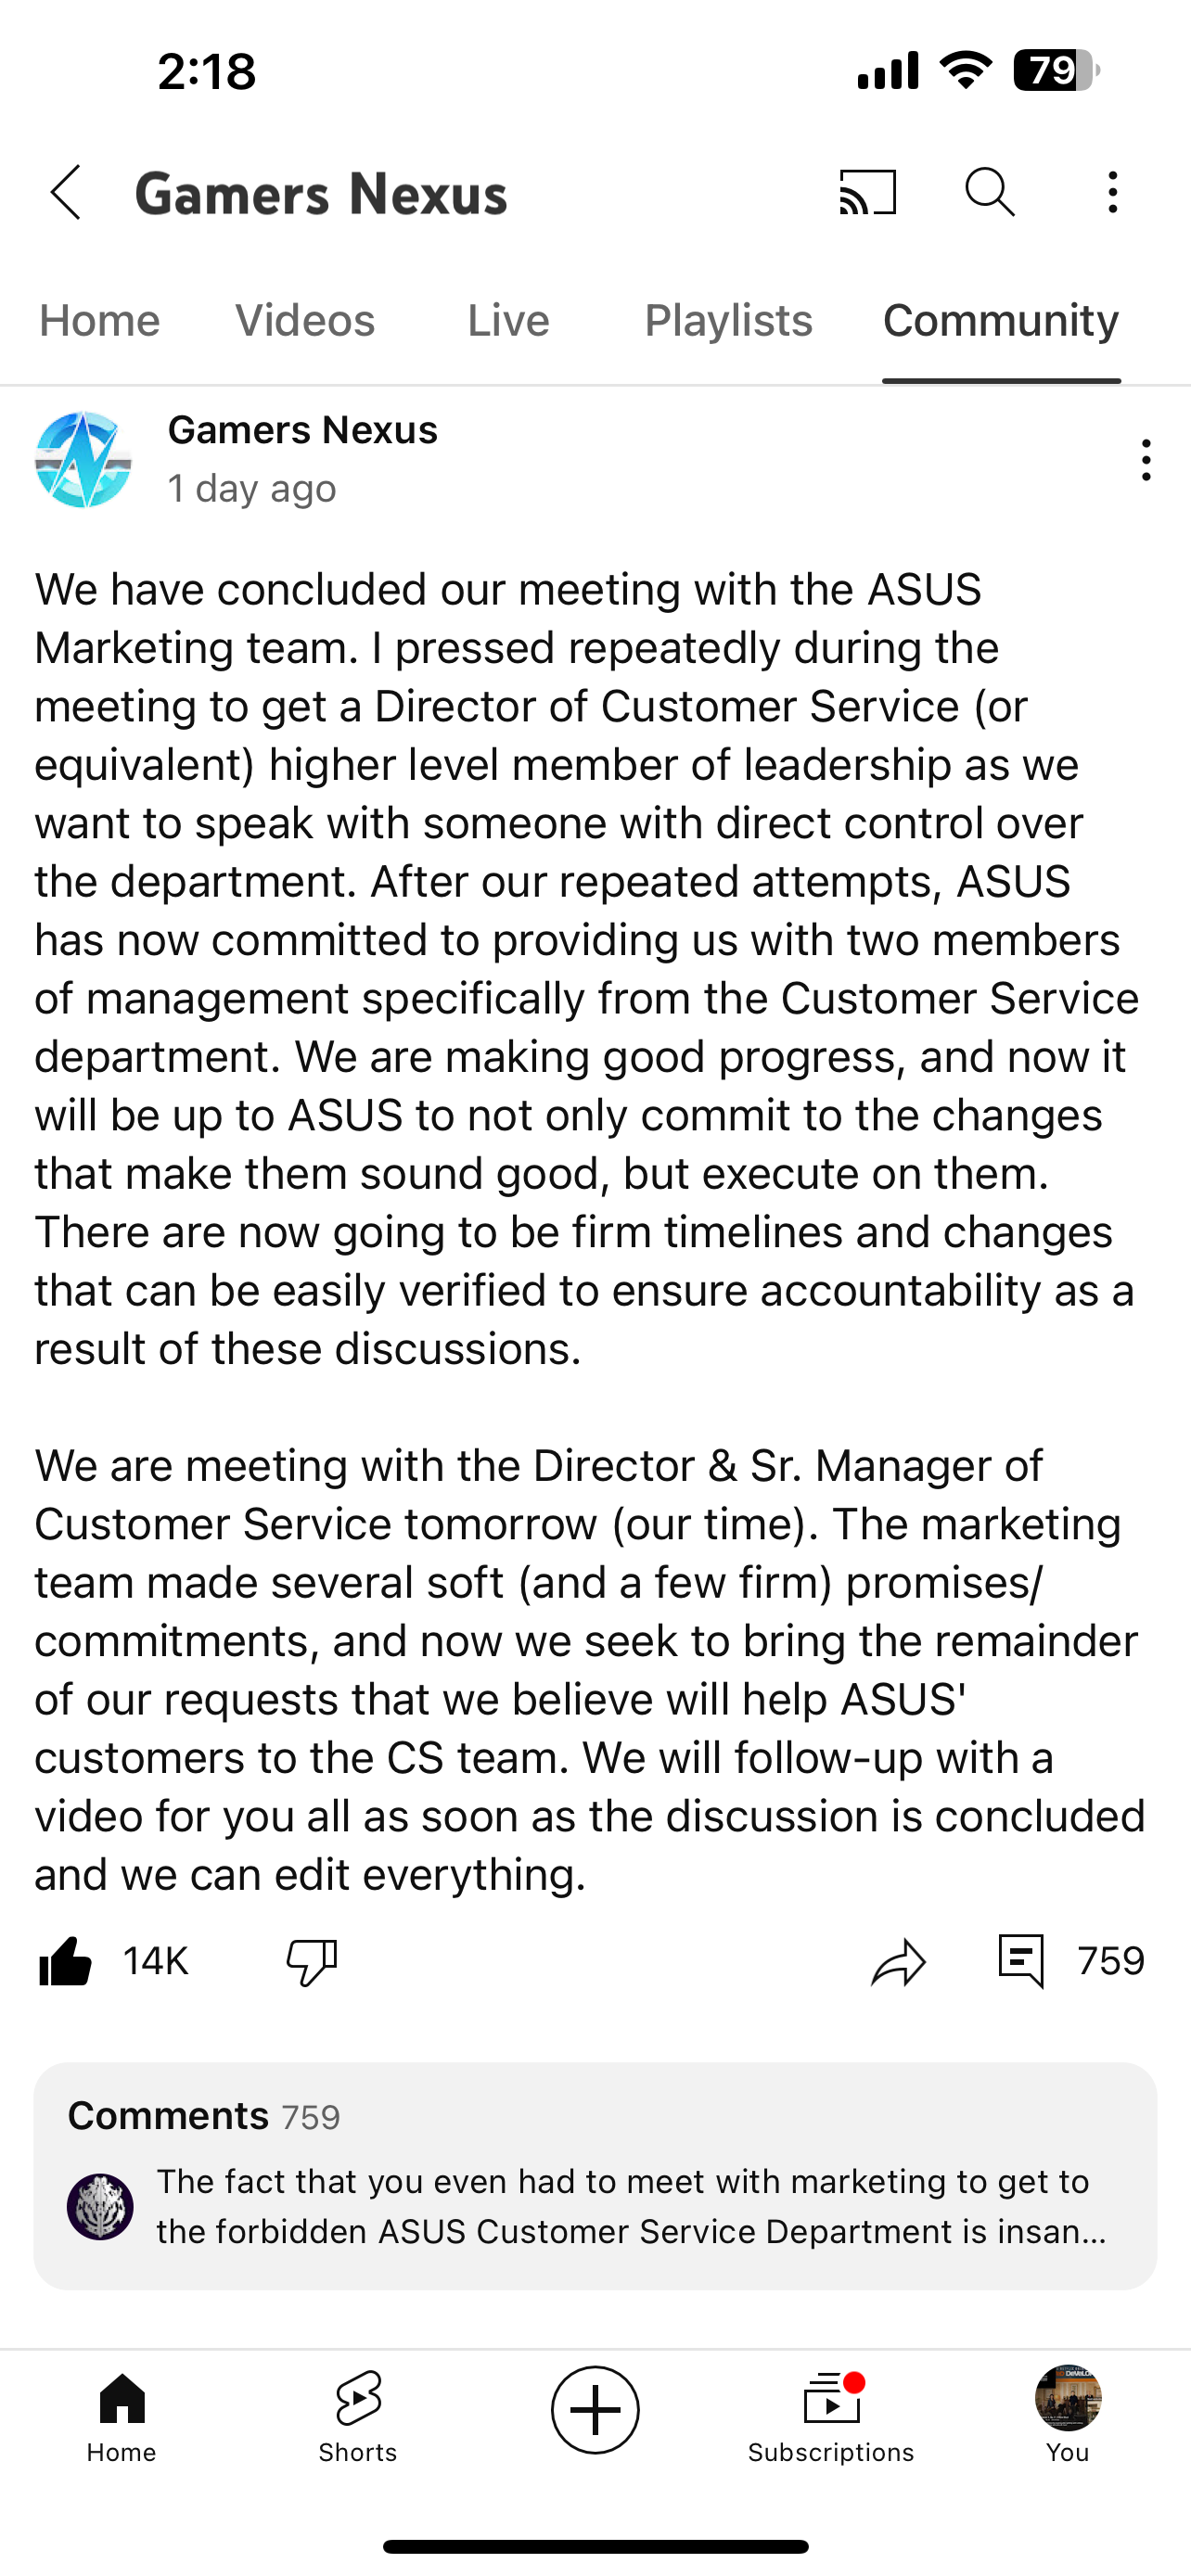 2:18
79
Gamers Nexus
Home Videos Live Playlists Community
Gamers Nexus
1 day ago
We have concluded our meeting with the ASUS
Marketing team. I pressed repeatedly during the
meeting to get a Director of Customer Service (or
equivalent) higher level member of leadership as we
want to speak with someone with direct control over
the department. After our repeated attempts, ASUS
has now committed to providing us with two members
of management specifically from the Customer Service
department. We are making good progress, and now it
will be up to ASUS to not only commit to the changes
that make them sound good, but execute on them.
There are now going to be firm timelines and changes
that can be easily verified to ensure accountability as a
result of these discussions.
We are meeting with the Director & Sr. Manager of
Customer Service tomorrow (our time). The marketing
team made several soft (and a few firm) promises/
commitments, and now we seek to bring the remainder
of our requests that we believe will help ASUS'
customers to the CS team. We will follow-up with a
video for you all as soon as the discussion is concluded
and we can edit everything.
14K 759
Comments 759
The fact that you even had to meet with marketing to get to
the forbidden ASUS Customer Service Department is insan...
Home Shorts Subscriptions You